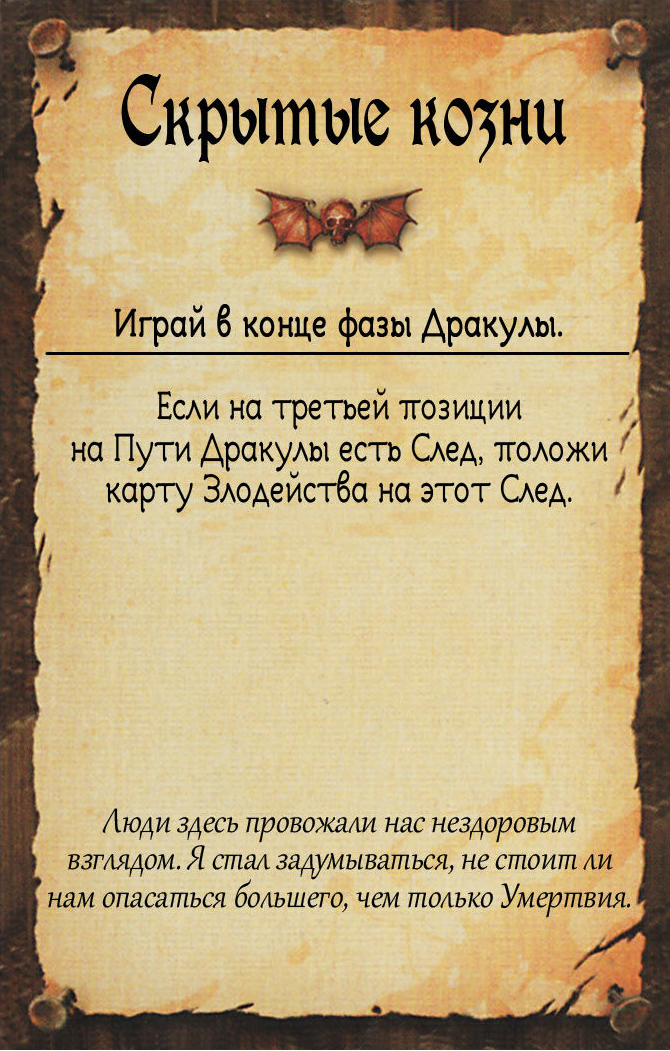 Скрытые козни
Играй в конце фазы Дракулы.
Если на третьей позиции
на Пути Дракулы есть След, положи
карту Злодейства на этот След.
Люди здесь провожали нас нездоровым
взглядом. Я стал задумываться, не стоит ли
нам опасаться большего, чем только Умертвия.